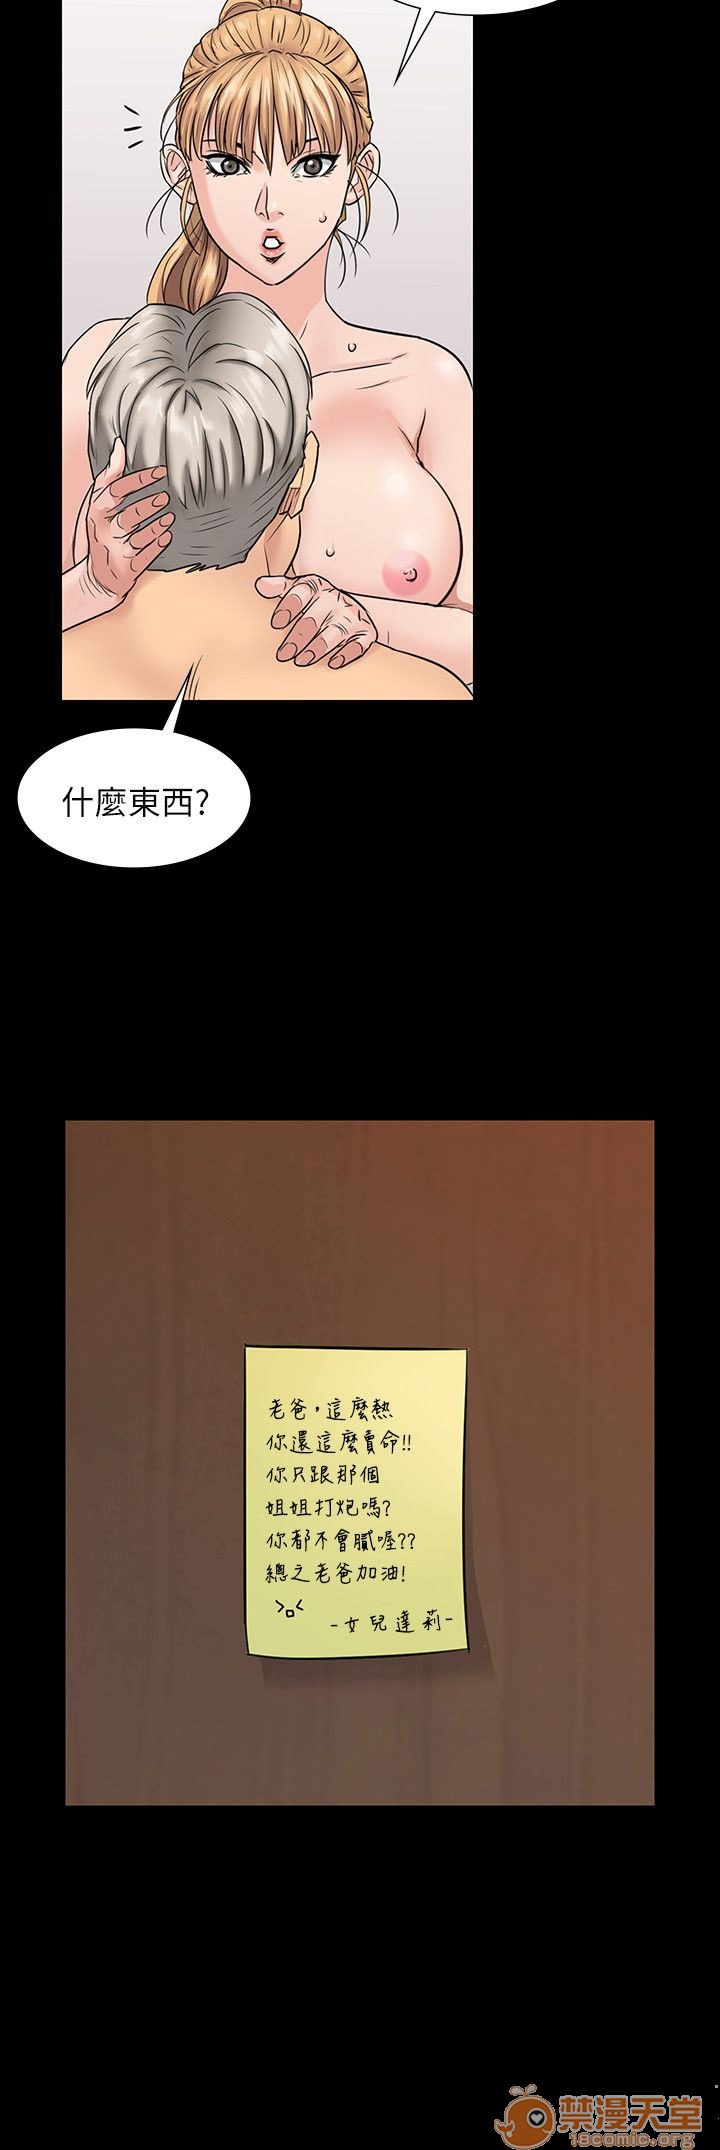 什麼東西?
老爸，這麼熱
你還這麼賣命!!
你只跟那個
姐姐打炮嗎?
你都不會膩喔??
總之老爸加油!
>ㅁ<
-女兒達莉-
禁漫天堂
18comic.org